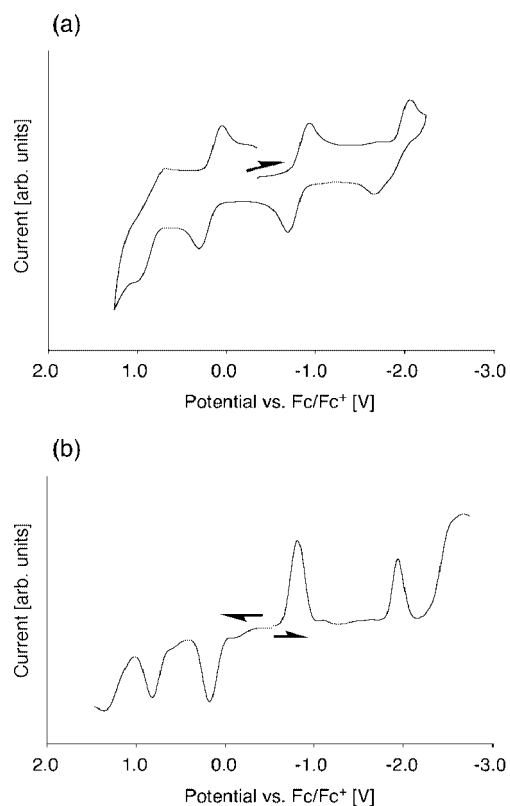 (a)
Current [arb. units]
2.0 1.0 0.0 -1.0 -2.0 -3.0
Potential vs. Fc/Fc⁺ [V]
(b)
Current [arb. units]
2.0 1.0 0.0 -1.0 -2.0 -3.0
Potential vs. Fc/Fc⁺ [V]